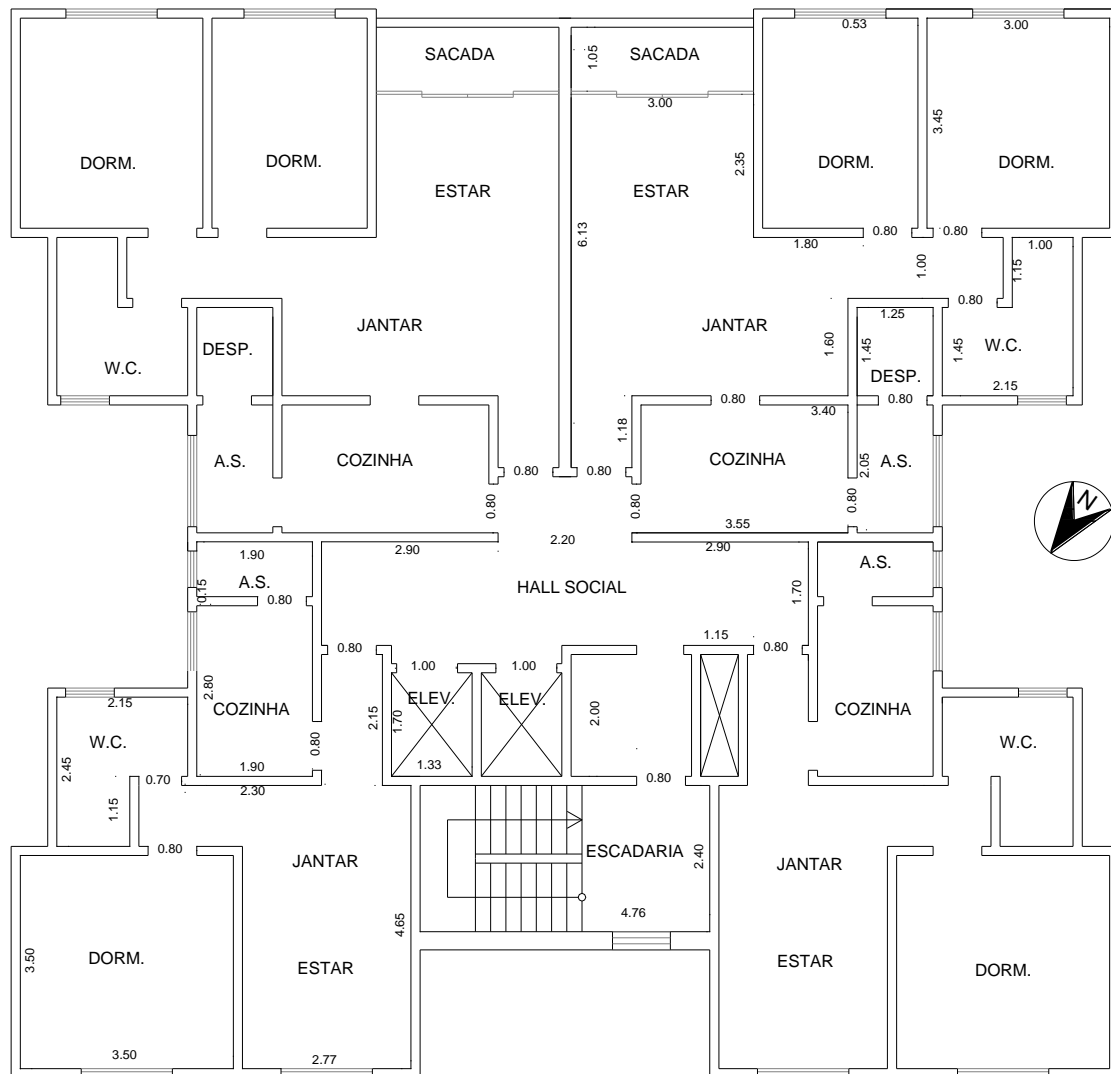 0.53
3.00
SACADA
SACADA
1.05
3.00
3.45
DORM.
DORM.
DORM.
DORM.
2.35
ESTAR
ESTAR
6.13
0.80
0.80
1.80
1.00
1.00
1.15
0.80
1.25
JANTAR
JANTAR
1.60
1.45
1.45
DESP.
W.C.
W.C.
DESP.
2.15
0.80
0.80
3.40
1.18
A.S.
COZINHA
COZINHA
2.05
A.S.
0.80
0.80
0.80
0.80
0.80
N
3.55
2.90
2.20
2.90
1.90
A.S.
0.15
0.80
HALL SOCIAL
1.70
A.S.
1.15
0.80
0.80
1.00
1.00
2.80
2.15
ELEV.
ELEV.
1.70
2.00
2.15
COZINHA
COZINHA
W.C.
W.C.
2.45
0.80
1.33
1.90
0.70
2.30
0.80
1.15
0.80
JANTAR
ESCADARIA
2.40
JANTAR
4.76
4.65
3.50
DORM.
ESTAR
ESTAR
DORM.
3.50
2.77